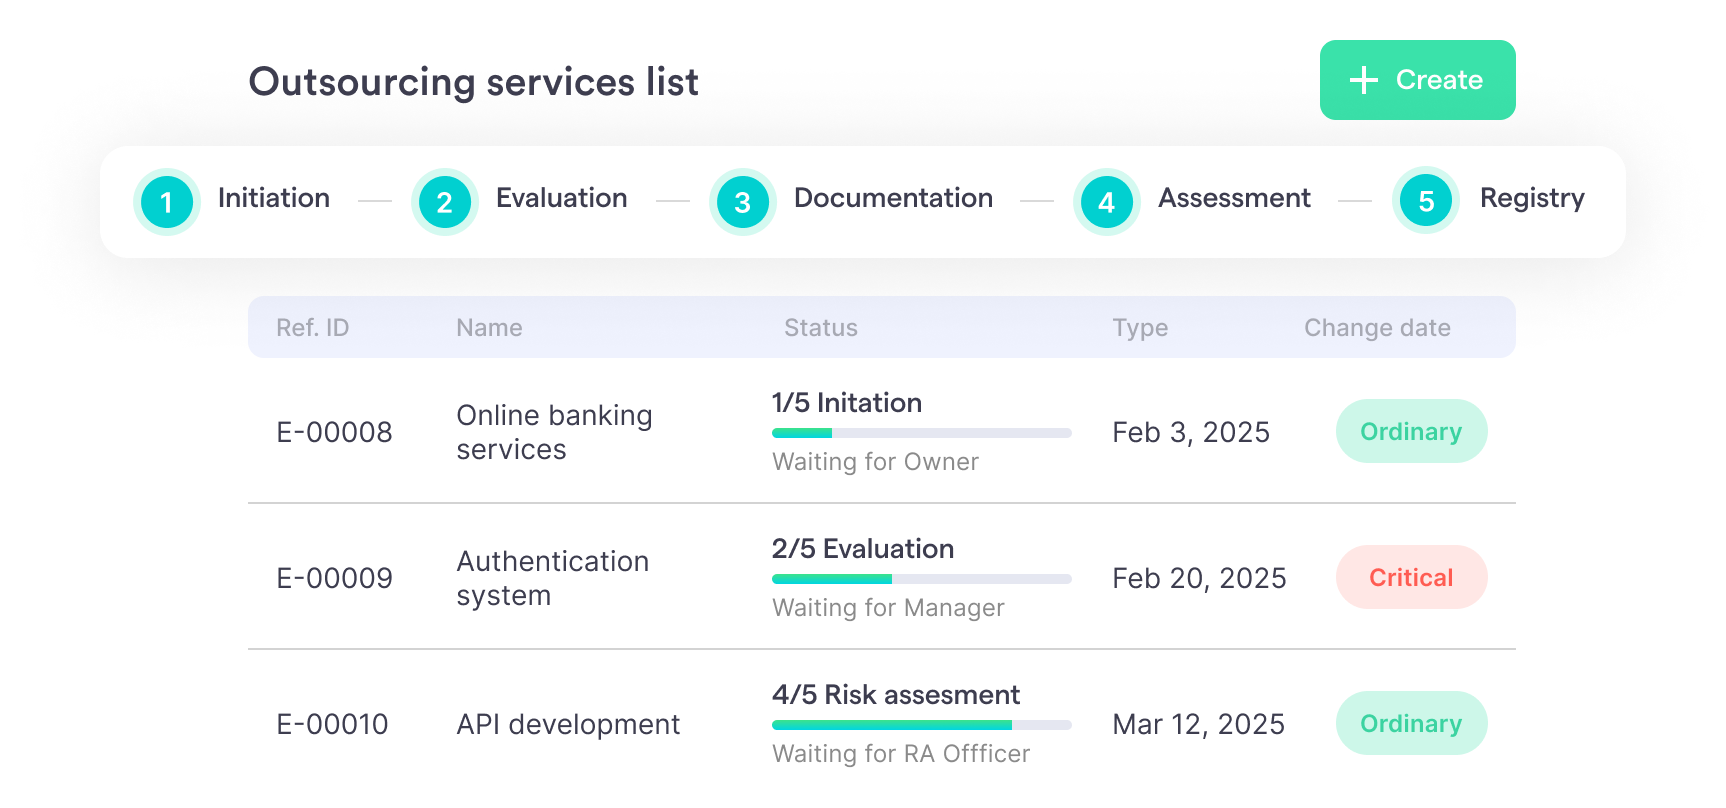 Outsourcing services list
+ Create
1 Initiation
2 Evaluation
3 Documentation
4 Assessment
5 Registry
Ref. ID Name Status Type Change date
1/5 Initation
E-00008 Online banking services Feb 3, 2025 Ordinary
Waiting for Owner
2/5 Evaluation
E-00009 Authentication system Feb 20, 2025 Critical
Waiting for Manager
4/5 Risk assesment
E-00010 API development Mar 12, 2025 Ordinary
Waiting for RA Offficer